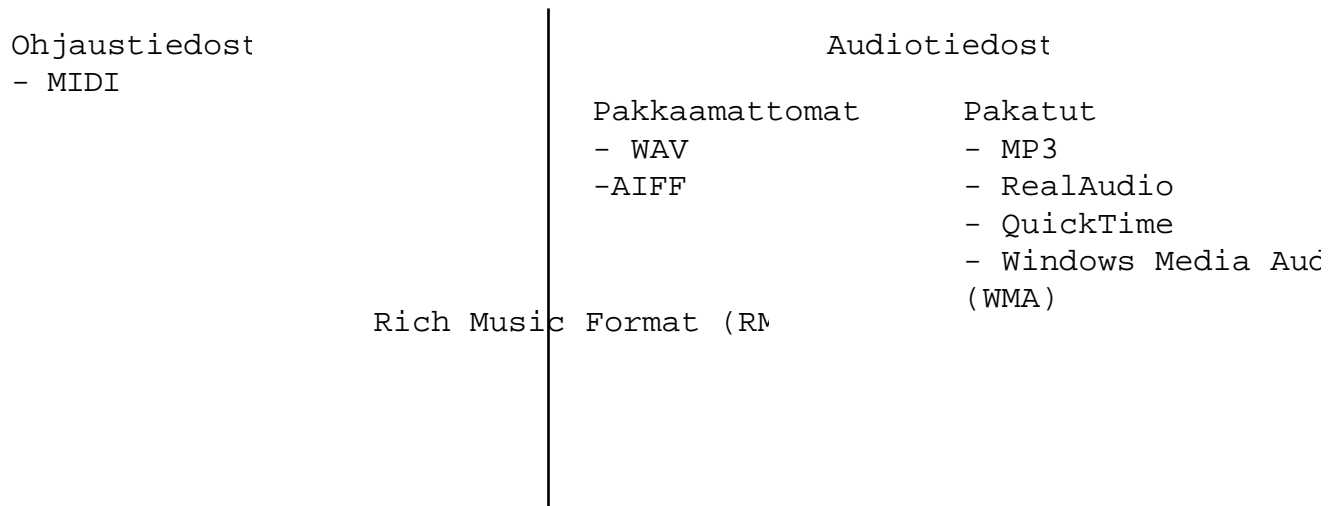 Ohjaustiedost
- MIDI
Audiotiedost
Pakkaamattomat
- WAV
-AIFF
Pakatut
- MP3
- RealAudio
- QuickTime
- Windows Media Aud
(WMA)
Rich Music Format (RM